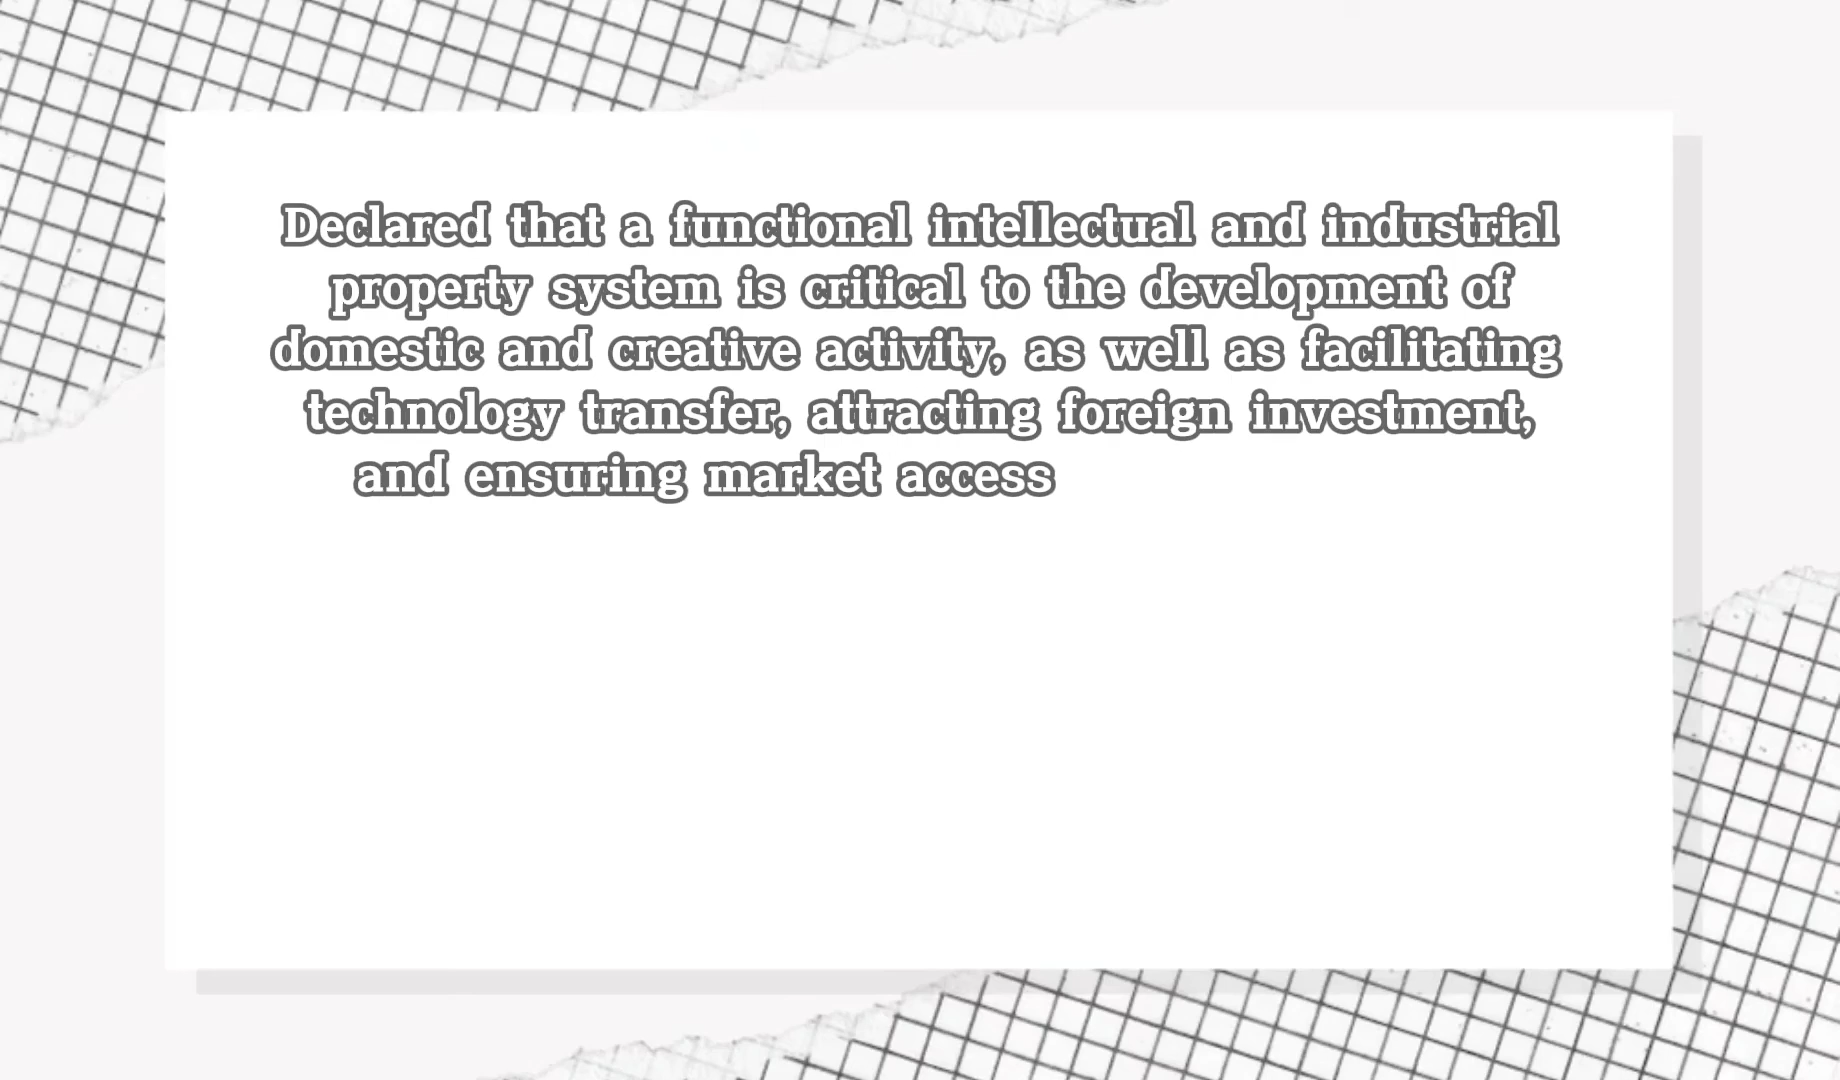 Declared that a functional intellectual and industrial
property system is critical to the development of
domestic and creative activity, as well as facilitating
technology transfer, attracting foreign investment,
and ensuring market access